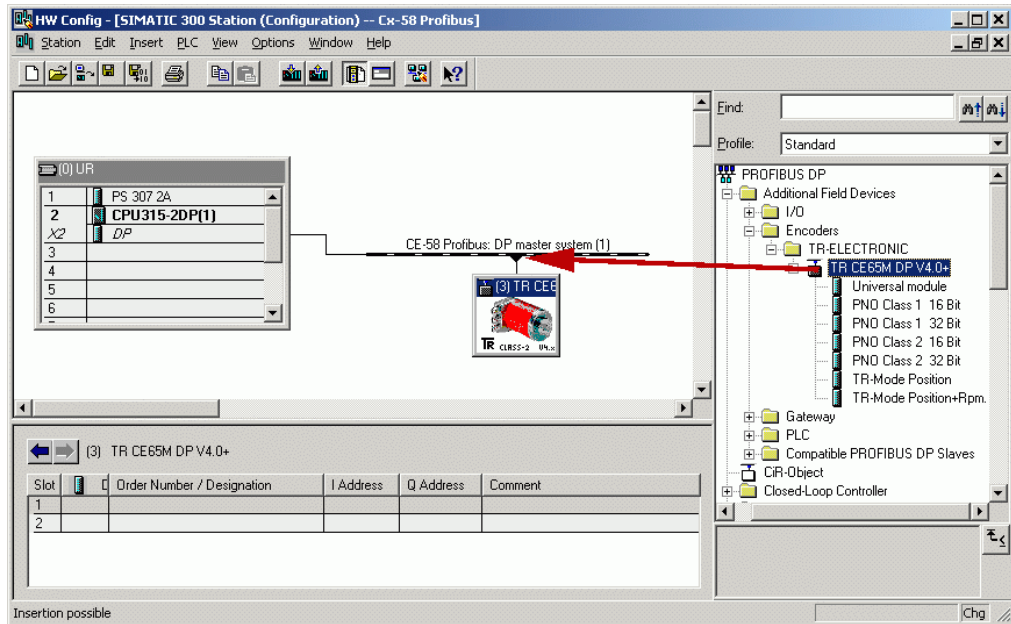 HW Config - [SIMATIC 300 Station (Configuration) -- Cx-58 Profibus]
Station Edit Insert PLC View Options Window Help
(0) UR
1 PS 307 2A
2 CPU315-2DP(1)
X2 DP
3
4
5
6
CE-58 Profibus: DP master system (1)
(3) TR CE6
TR CLASS-2 V4.x
Find:
Profile: Standard
PROFIBUS DP
Additional Field Devices
I/O
Encoders
TR-ELECTRONIC
TR CE65M DP V4.0+
Universal module
PNO Class 1 16 Bit
PNO Class 1 32 Bit
PNO Class 2 16 Bit
PNO Class 2 32 Bit
TR-Mode Position
TR-Mode Position+Rpm.
Gateway
PLC
Compatible PROFIBUS DP Slaves
CiR-Object
Closed-Loop Controller
(3) TR CE65M DP V4.0+
Slot Order Number / Designation I Address Q Address Comment
1
2
Insertion possible
Chg